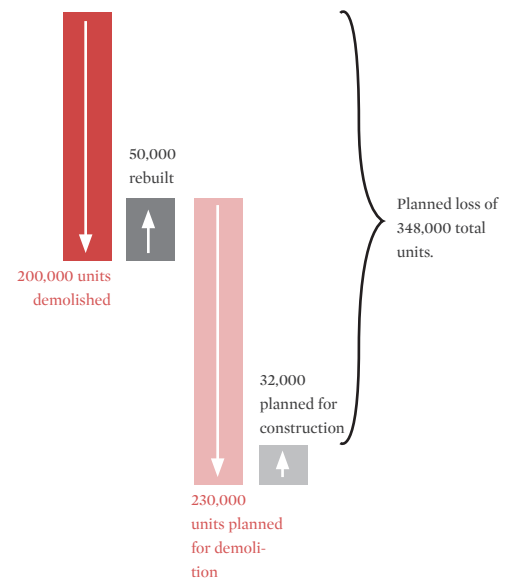 50,000
rebuilt
Planned loss of
348,000 total
units.
200,000 units
demolished
32,000
planned for
construction
230,000
units planned
for demoli-
tion